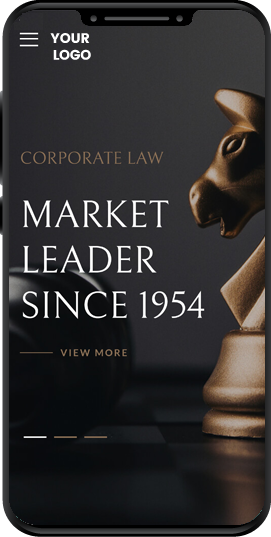 YOUR
LOGO
CORPORATE LAW
MARKET
LEADER
SINCE 1954
VIEW MORE